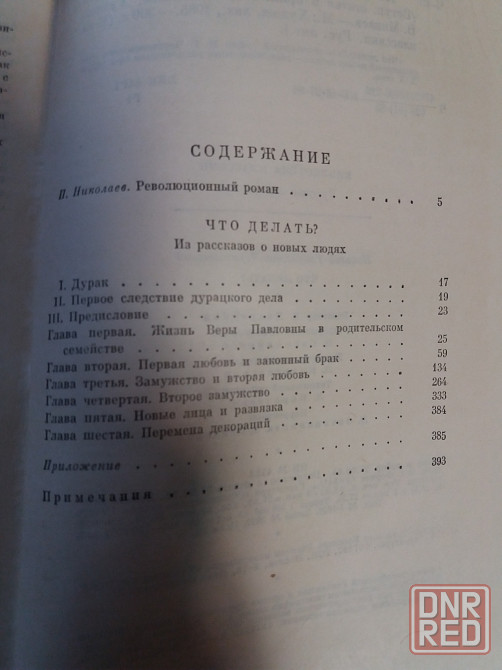 СОДЕРЖАНИЕ
П. Николаев. Революционный роман . . . . . . . . . . 5
ЧТО ДЕЛАТЬ?
Из рассказов о новых людях
I. Дурак . . . . . . . . . . . . . . . . . 17
II. Первое следствие дурацкого дела . . . . . . . . 19
III. Предисловие . . . . . . . . . . . . . . 23
Глава первая. Жизнь Веры Павловны в родительском
семействе . . . . . . . . . . . . . . . . 25
Глава вторая. Первая любовь и законный брак . . . . 59
Глава третья. Замужство и вторая любовь . . . . . . 134
Глава четвертая. Второе замужство . . . . . . . . 264
Глава пятая. Новые лица и развязка . . . . . . . . 333
Глава шестая. Перемена декораций . . . . . . . . 384
Приложение . . . . . . . . . . . . . . . . 385
Примечания . . . . . . . . . . . . . . . 393
DNR
RED